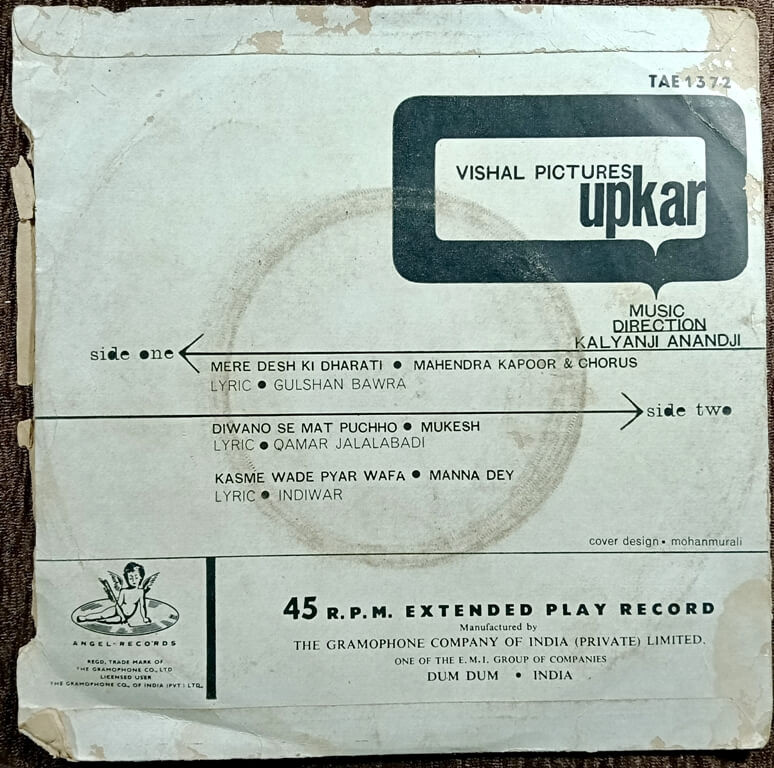 TAE 1372
VISHAL PICTURES
upkar
MUSIC
DIRECTION
KALYANJI ANANDJI
side one
MERE DESH KI DHARATI • MAHENDRA KAPOOR & CHORUS
LYRIC • GULSHAN BAWRA
side two
DIWANO SE MAT PUCHHO • MUKESH
LYRIC • QAMAR JALALABADI
KASME WADE PYAR WAFA • MANNA DEY
LYRIC • INDIWAR
cover design • mohanmurali
ANGEL-RECORDS
REGD. TRADE MARK OF
THE GRAMOPHONE CO., LTD
LICENSED USER
THE GRAMOPHONE CO., OF INDIA (PVT) LTD.
45 R.P.M. EXTENDED PLAY RECORD
Manufactured by
THE GRAMOPHONE COMPANY OF INDIA (PRIVATE) LIMITED.
ONE OF THE E.M.I. GROUP OF COMPANIES
DUM DUM • INDIA